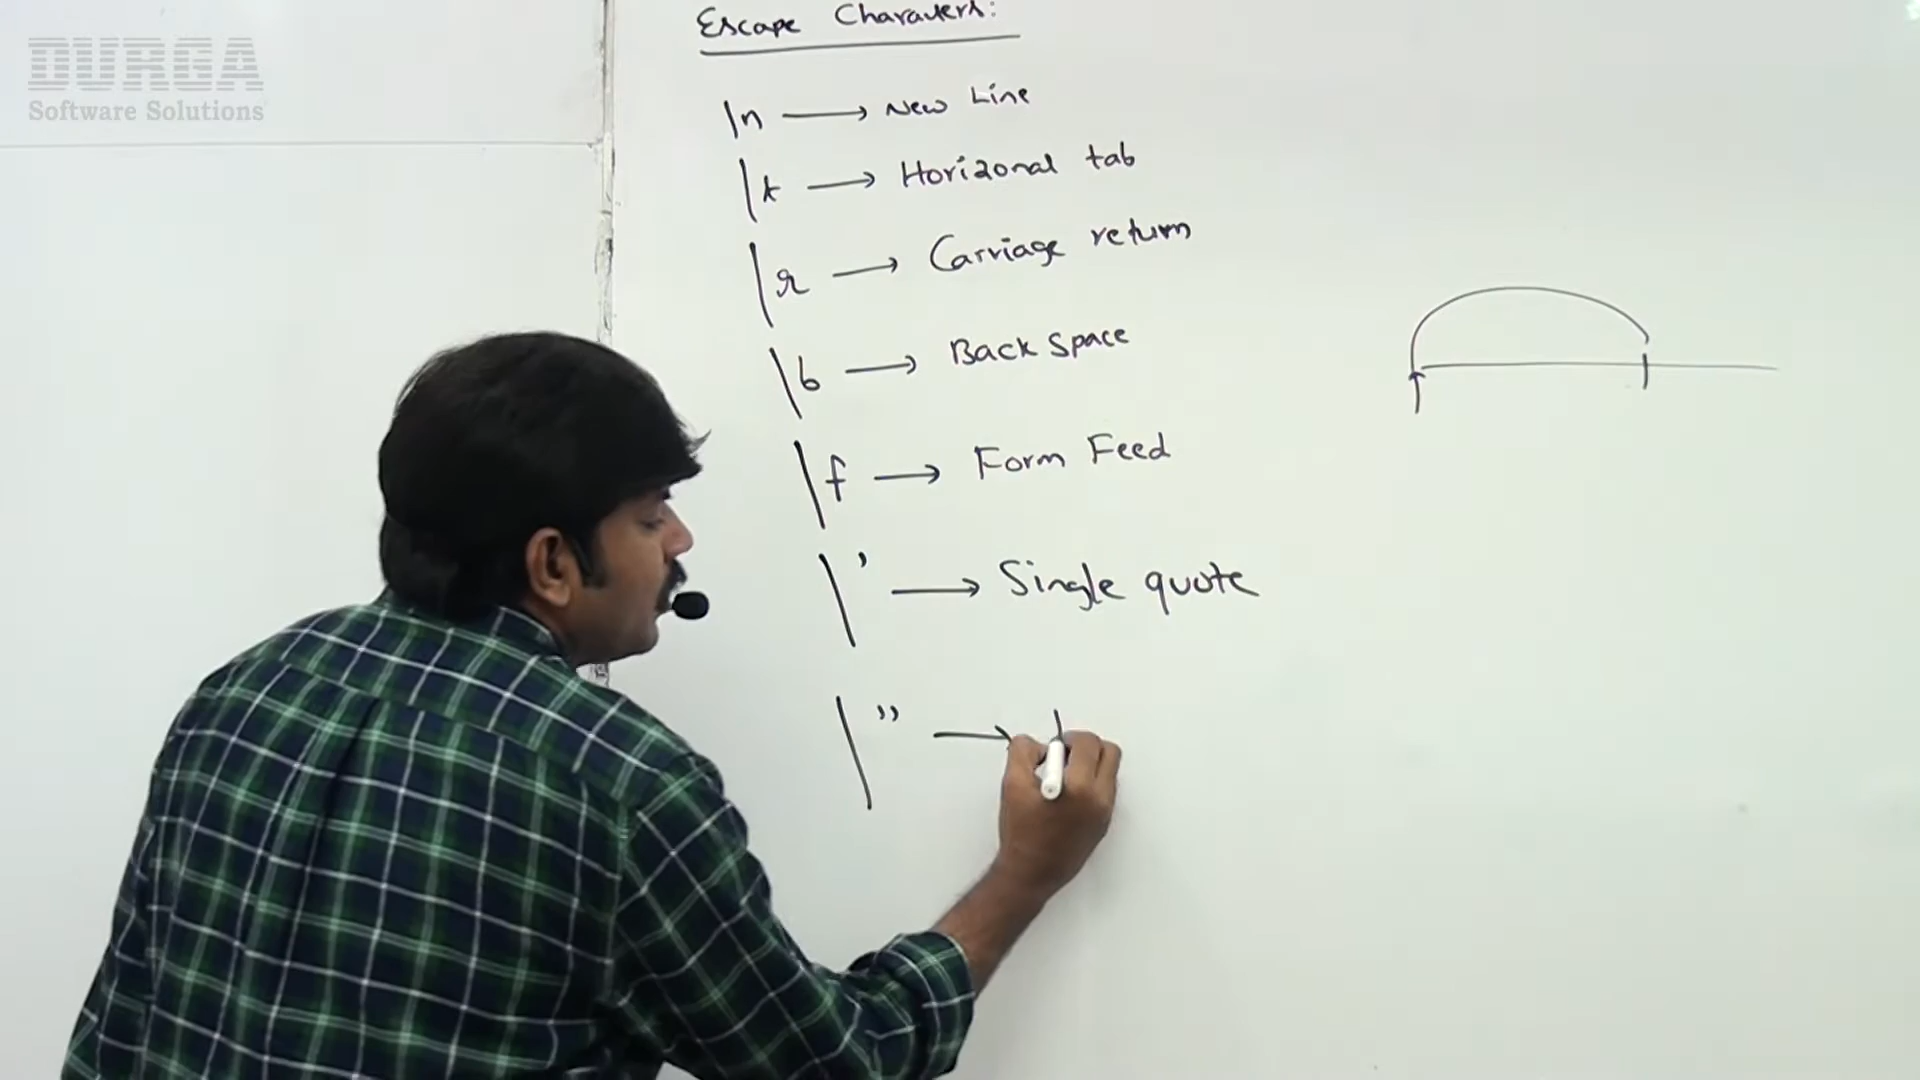 DURGA
Software Solutions
Escape Characters:
\n → New Line
\t → Horizonal tab
\r → Carriage return
\b → Back Space
\f → Form Feed
\' → Single quote
\" →